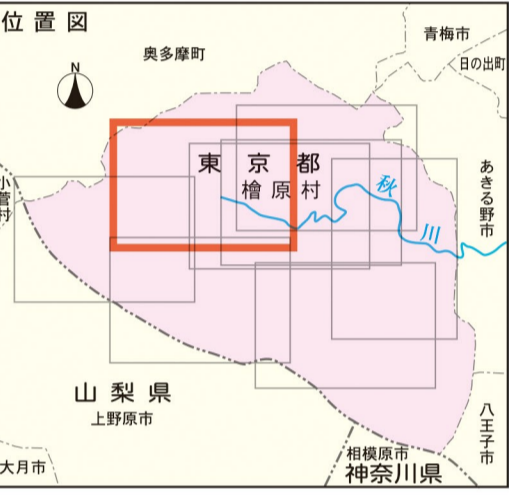 位置図
N
奥多摩町
青梅市
日の出町
小菅村
東京都
檜原村
秋川
あきる野市
山梨県
上野原市
大月市
相模原市
神奈川県
八王子市